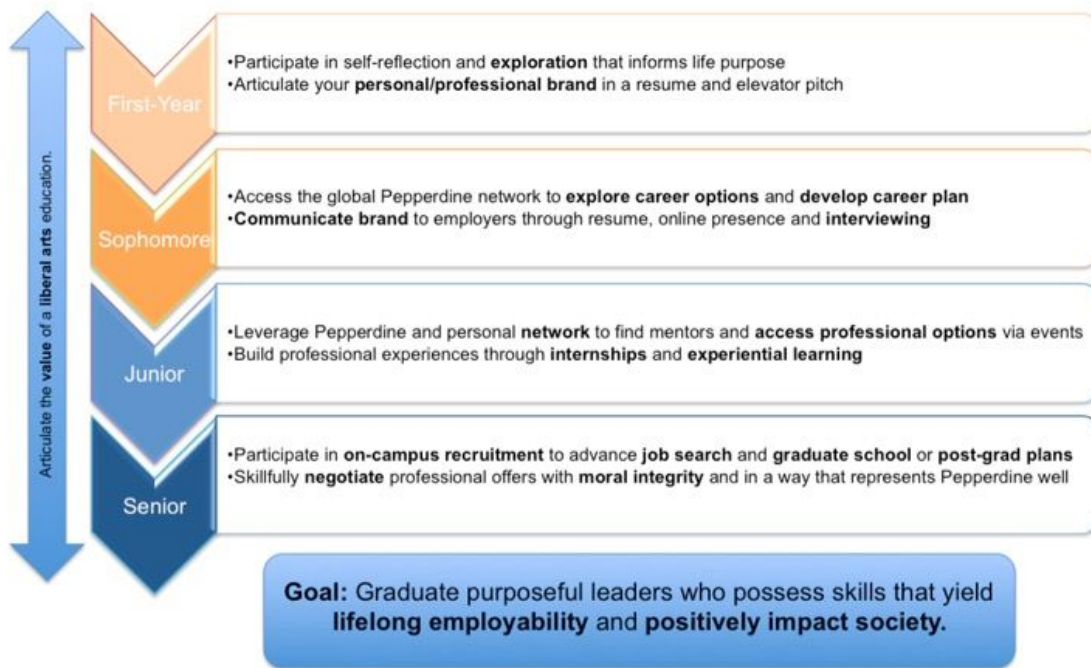 Articulate the value of a liberal arts education.
First-Year
•Participate in self-reflection and exploration that informs life purpose
•Articulate your personal/professional brand in a resume and elevator pitch
Sophomore
•Access the global Pepperdine network to explore career options and develop career plan
•Communicate brand to employers through resume, online presence and interviewing
Junior
•Leverage Pepperdine and personal network to find mentors and access professional options via events
•Build professional experiences through internships and experiential learning
Senior
•Participate in on-campus recruitment to advance job search and graduate school or post-grad plans
•Skillfully negotiate professional offers with moral integrity and in a way that represents Pepperdine well
Goal: Graduate purposeful leaders who possess skills that yield
lifelong employability and positively impact society.